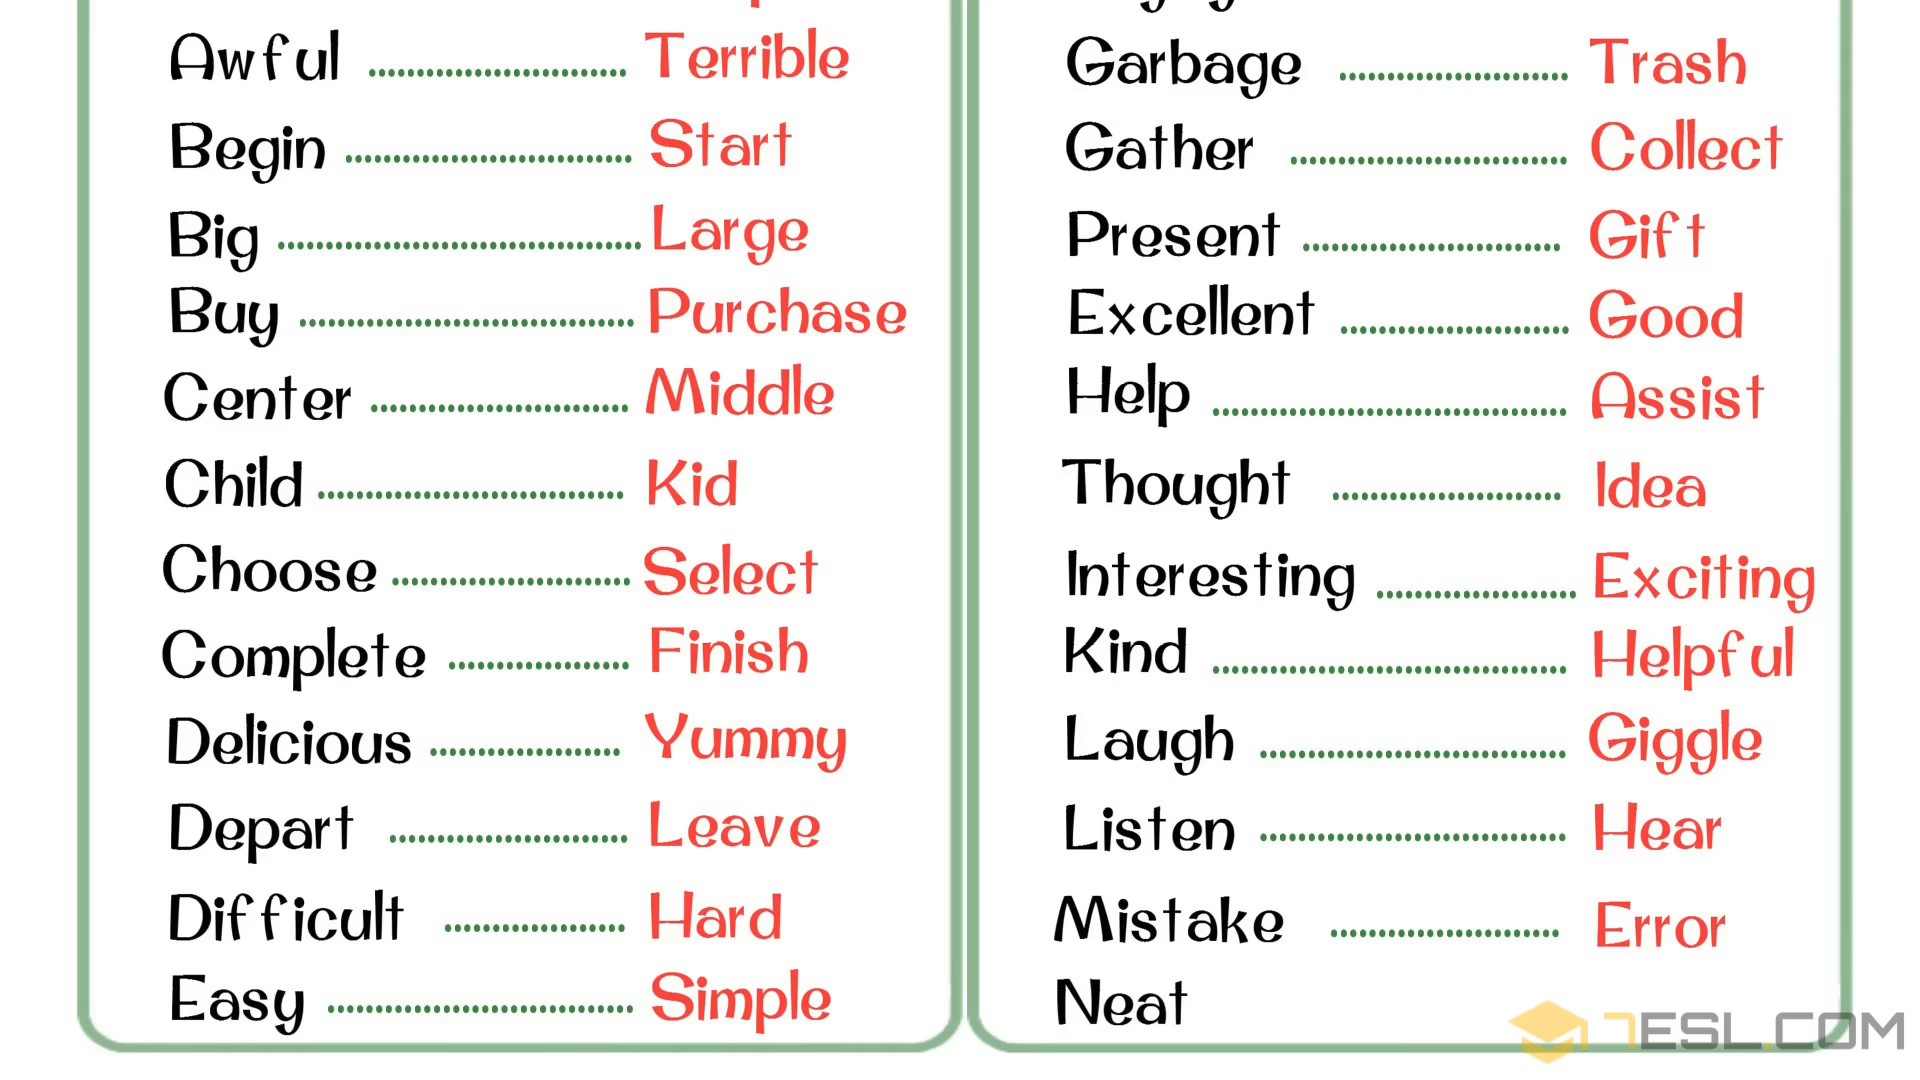 Awful ........................... Terrible
Begin .............................. Start
Big ...................................... Large
Buy ................................... Purchase
Center ........................... Middle
Child ................................ Kid
Choose ......................... Select
Complete ................... Finish
Delicious .................... Yummy
Depart ......................... Leave
Difficult ................... Hard
Easy ................................ Simple
Garbage ........................ Trash
Gather ............................. Collect
Present ........................... Gift
Excellent ........................ Good
Help ..................................... Assist
Thought ........................ Idea
Interesting ..................... Exciting
Kind ..................................... Helpful
Laugh ................................ Giggle
Listen ................................ Hear
Mistake ........................ Error
Neat
7ESL.COM